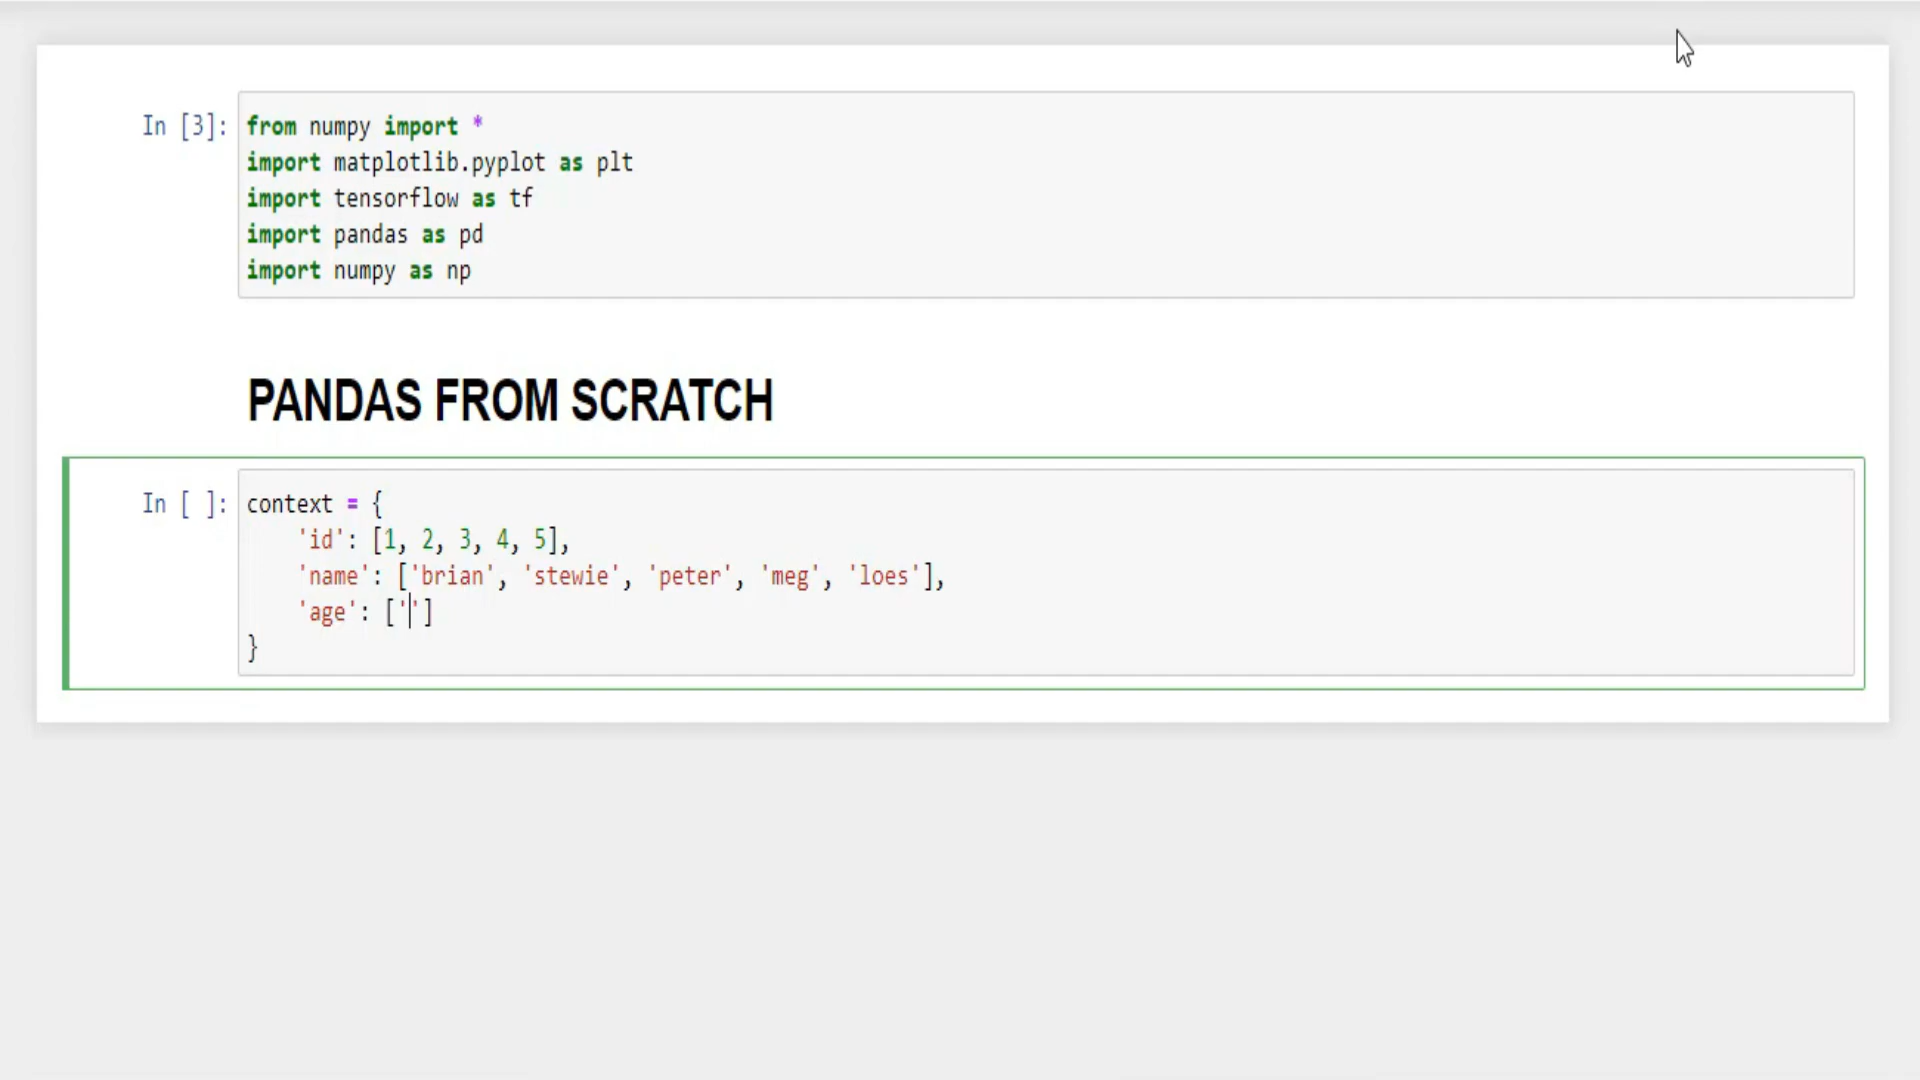 In [3]: from numpy import *
import matplotlib.pyplot as plt
import tensorflow as tf
import pandas as pd
import numpy as np
PANDAS FROM SCRATCH
In [ ]: context = {
    'id': [1, 2, 3, 4, 5],
    'name': ['brian', 'stewie', 'peter', 'meg', 'loes'],
    'age': ['']
}